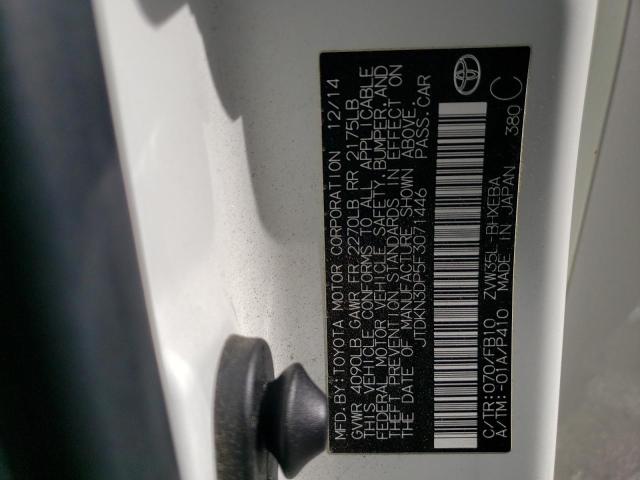 MFD.BY:TOYOTA MOTOR CORPORATION 12/14
GVWR 4090LB GAWR FR 2270LB RR 2175LB
THIS VEHICLE CONFORMS TO ALL APPLICABLE
FEDERAL MOTOR VEHICLE SAFETY, BUMPER, AND
THEFT PREVENTION STANDARDS IN EFFECT ON
THE DATE OF MANUFACTURE SHOWN ABOVE.
JTDKN3DP5F3071446 PASS.CAR
C/TR:070/FB10 ZVW35L-BHXEBA
A/TM:-01A/P410 MADE IN JAPAN 380 C